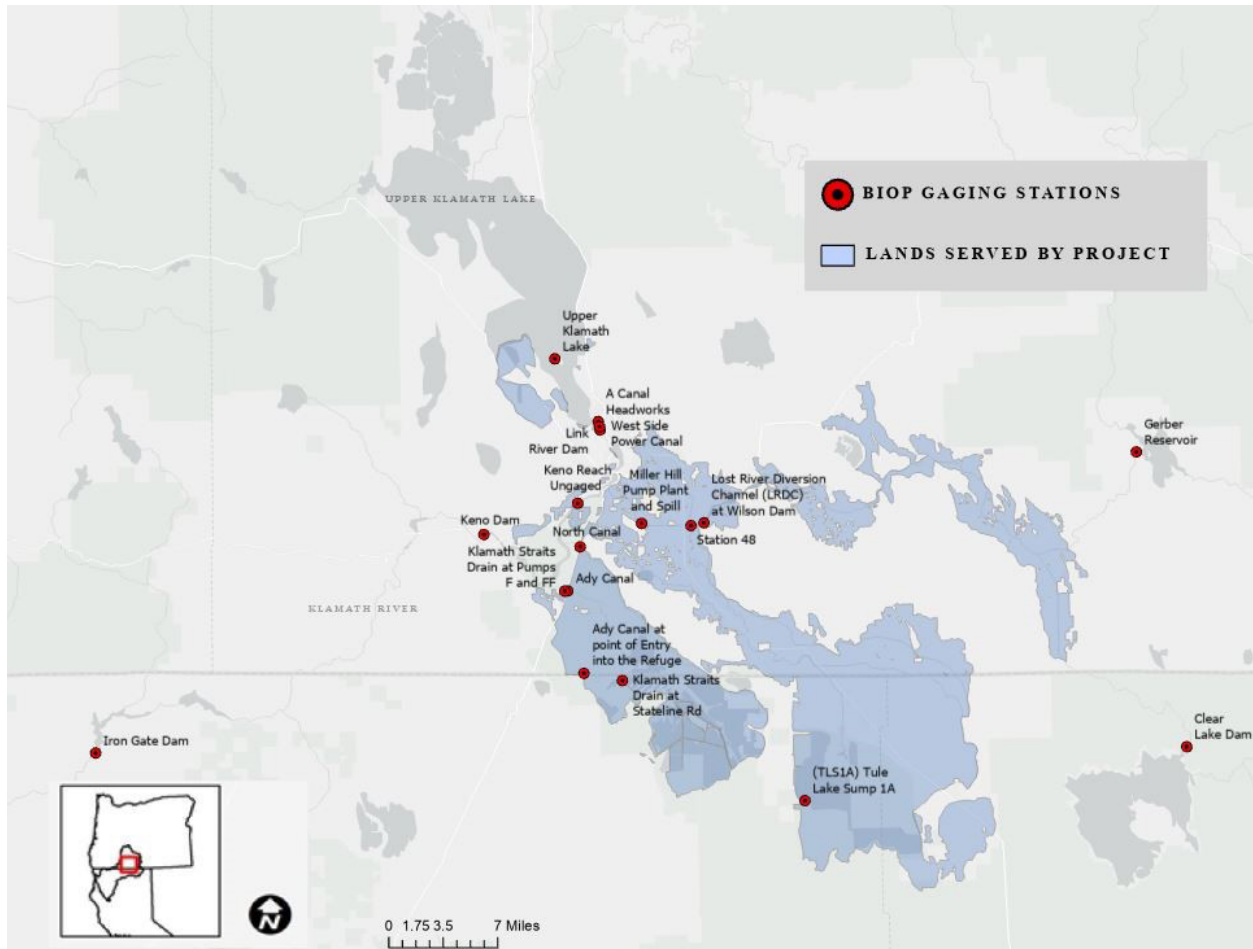 BIOP GAGING STATIONS
UPPER KLAMATH LAKE
LANDS SERVED BY PROJECT
Upper
Klamath
Lake
A Canal
Headworks
West Side
Power Canal
Link
River Dam
Gerber
Reservoir
Keno Reach
Ungaged
Miller Hill
Pump Plant
and Spill
Lost River Diversion
Channel (LRDC)
at Wilson Dam
Keno Dam
North Canal
Station 48
Klamath Straits
Drain at Pumps
F and FF
Ady Canal
KLAMATH RIVER
Ady Canal at
point of Entry
into the Refuge
Klamath Straits
Drain at
Stateline Rd
Iron Gate Dam
Clear
Lake Dam
(TLS1A) Tule
Lake Sump 1A
N
0 1.75 3.5 7 Miles